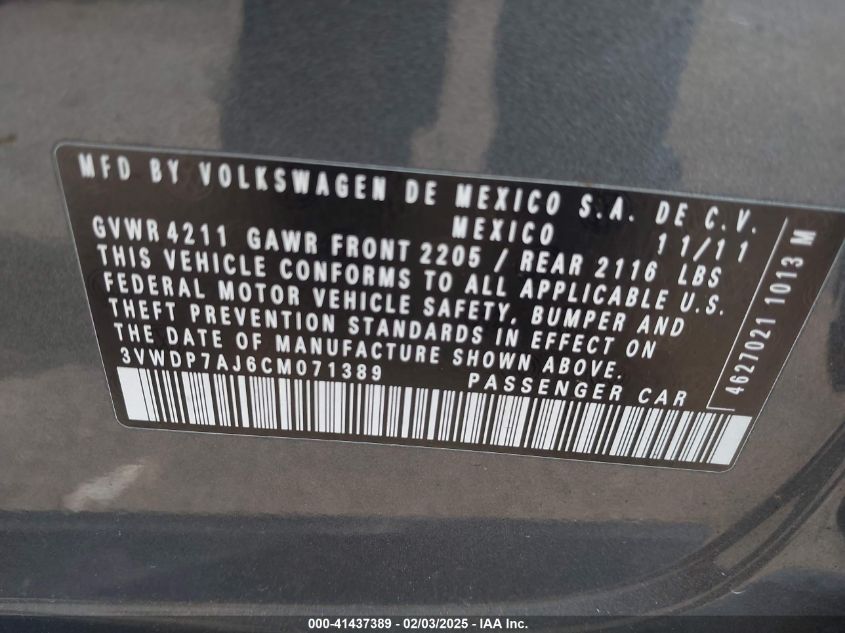 MFD BY VOLKSWAGEN DE MEXICO S.A. DE C.V.
MEXICO 11/11
GVWR 4211 GAWR FRONT 2205 / REAR 2116 LBS
THIS VEHICLE CONFORMS TO ALL APPLICABLE U.S.
FEDERAL MOTOR VEHICLE SAFETY, BUMPER AND
THEFT PREVENTION STANDARDS IN EFFECT ON
THE DATE OF MANUFACTURE SHOWN ABOVE.
3VWDP7AJ6CM071389 PASSENGER CAR
4627021 1013 M
000-41437389 - 02/03/2025 - IAA Inc.